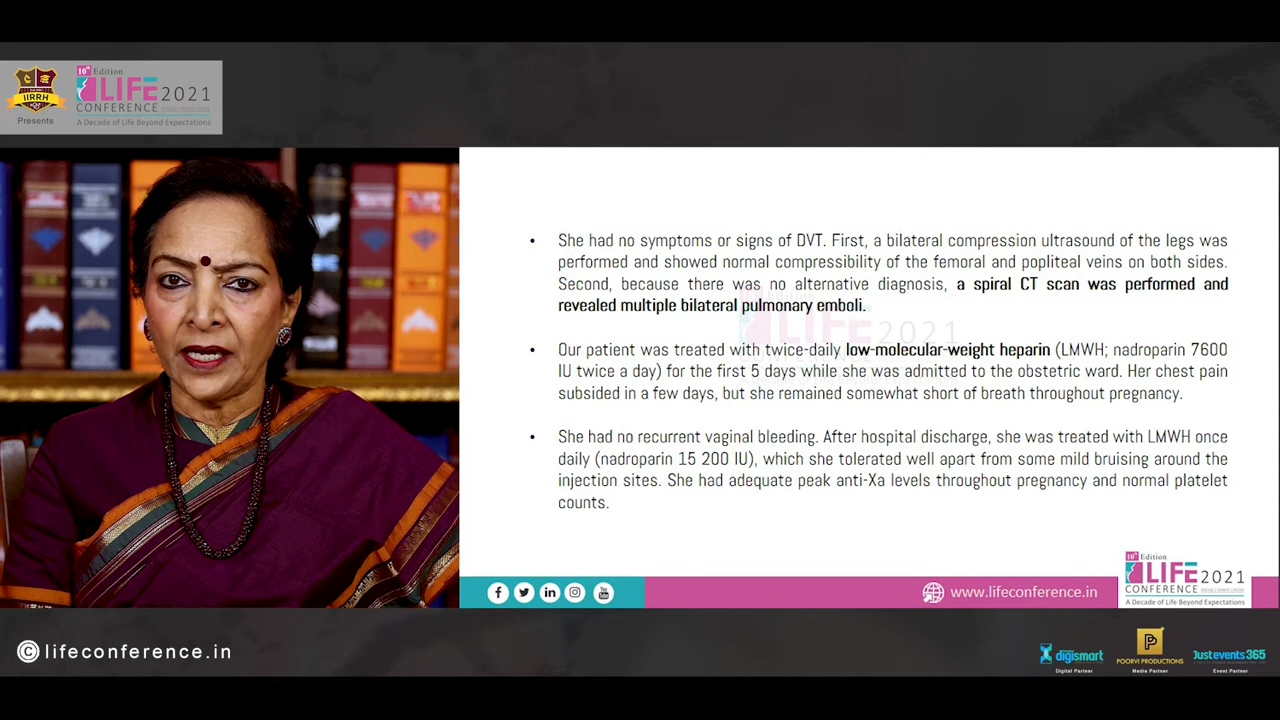 IIRRH
Presents
10th Edition
LIFE 2021
CONFERENCE
A Decade of Life Beyond Expectations
• She had no symptoms or signs of DVT. First, a bilateral compression ultrasound of the legs was
performed and showed normal compressibility of the femoral and popliteal veins on both sides.
Second, because there was no alternative diagnosis, a spiral CT scan was performed and
revealed multiple bilateral pulmonary emboli.
• Our patient was treated with twice-daily low-molecular-weight heparin (LMWH; nadroparin 7600
IU twice a day) for the first 5 days while she was admitted to the obstetric ward. Her chest pain
subsided in a few days, but she remained somewhat short of breath throughout pregnancy.
• She had no recurrent vaginal bleeding. After hospital discharge, she was treated with LMWH once
daily (nadroparin 15 200 IU), which she tolerated well apart from some mild bruising around the
injection sites. She had adequate peak anti-Xa levels throughout pregnancy and normal platelet
counts.
LIFE 2021
www.lifeconference.in
10th Edition
LIFE 2021
CONFERENCE
A Decade of Life Beyond Expectations
© lifeconference.in
digismart
Digital Partner
POORVI PRODUCTIONS
Media Partner
Justevents365
Event Partner